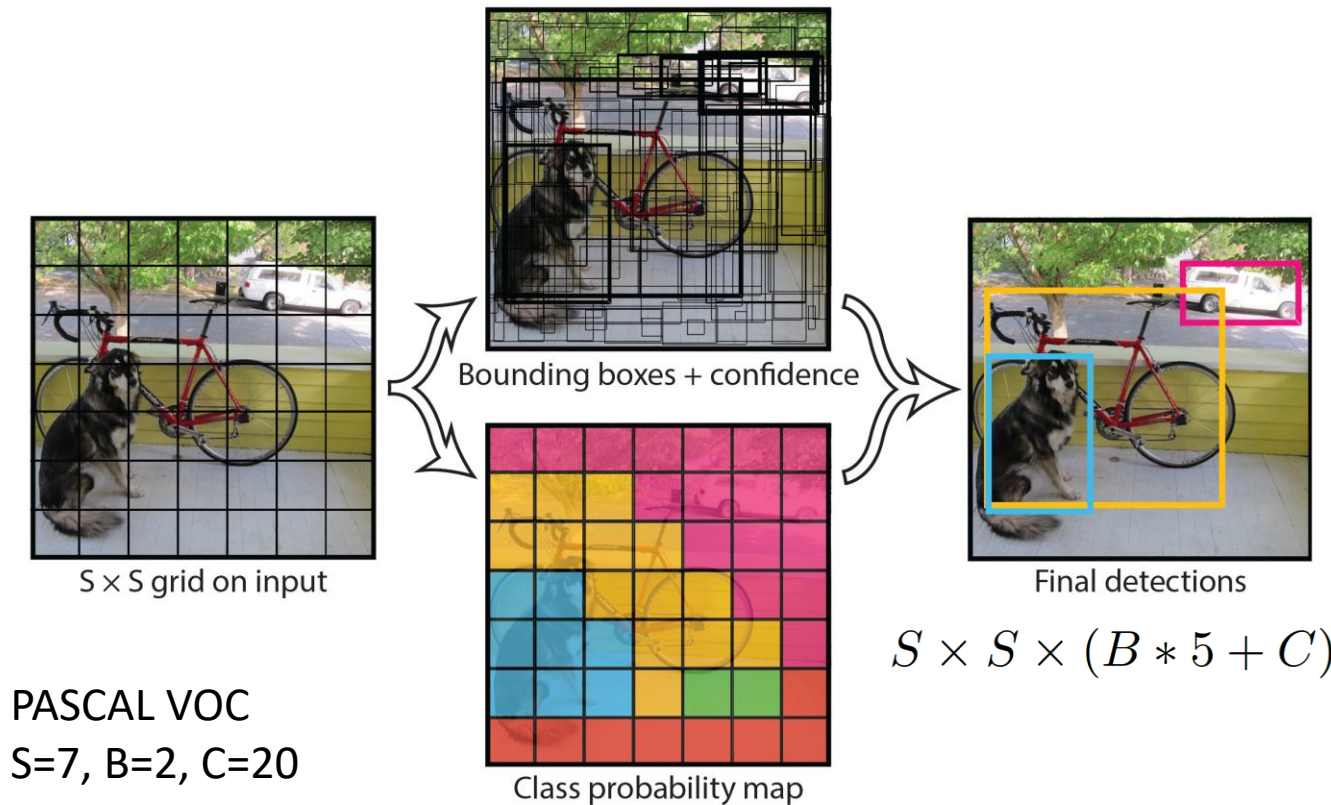 Bounding boxes + confidence
S × S grid on input
Final detections
S × S × (B ∗ 5 + C)
PASCAL VOC
S=7, B=2, C=20
Class probability map